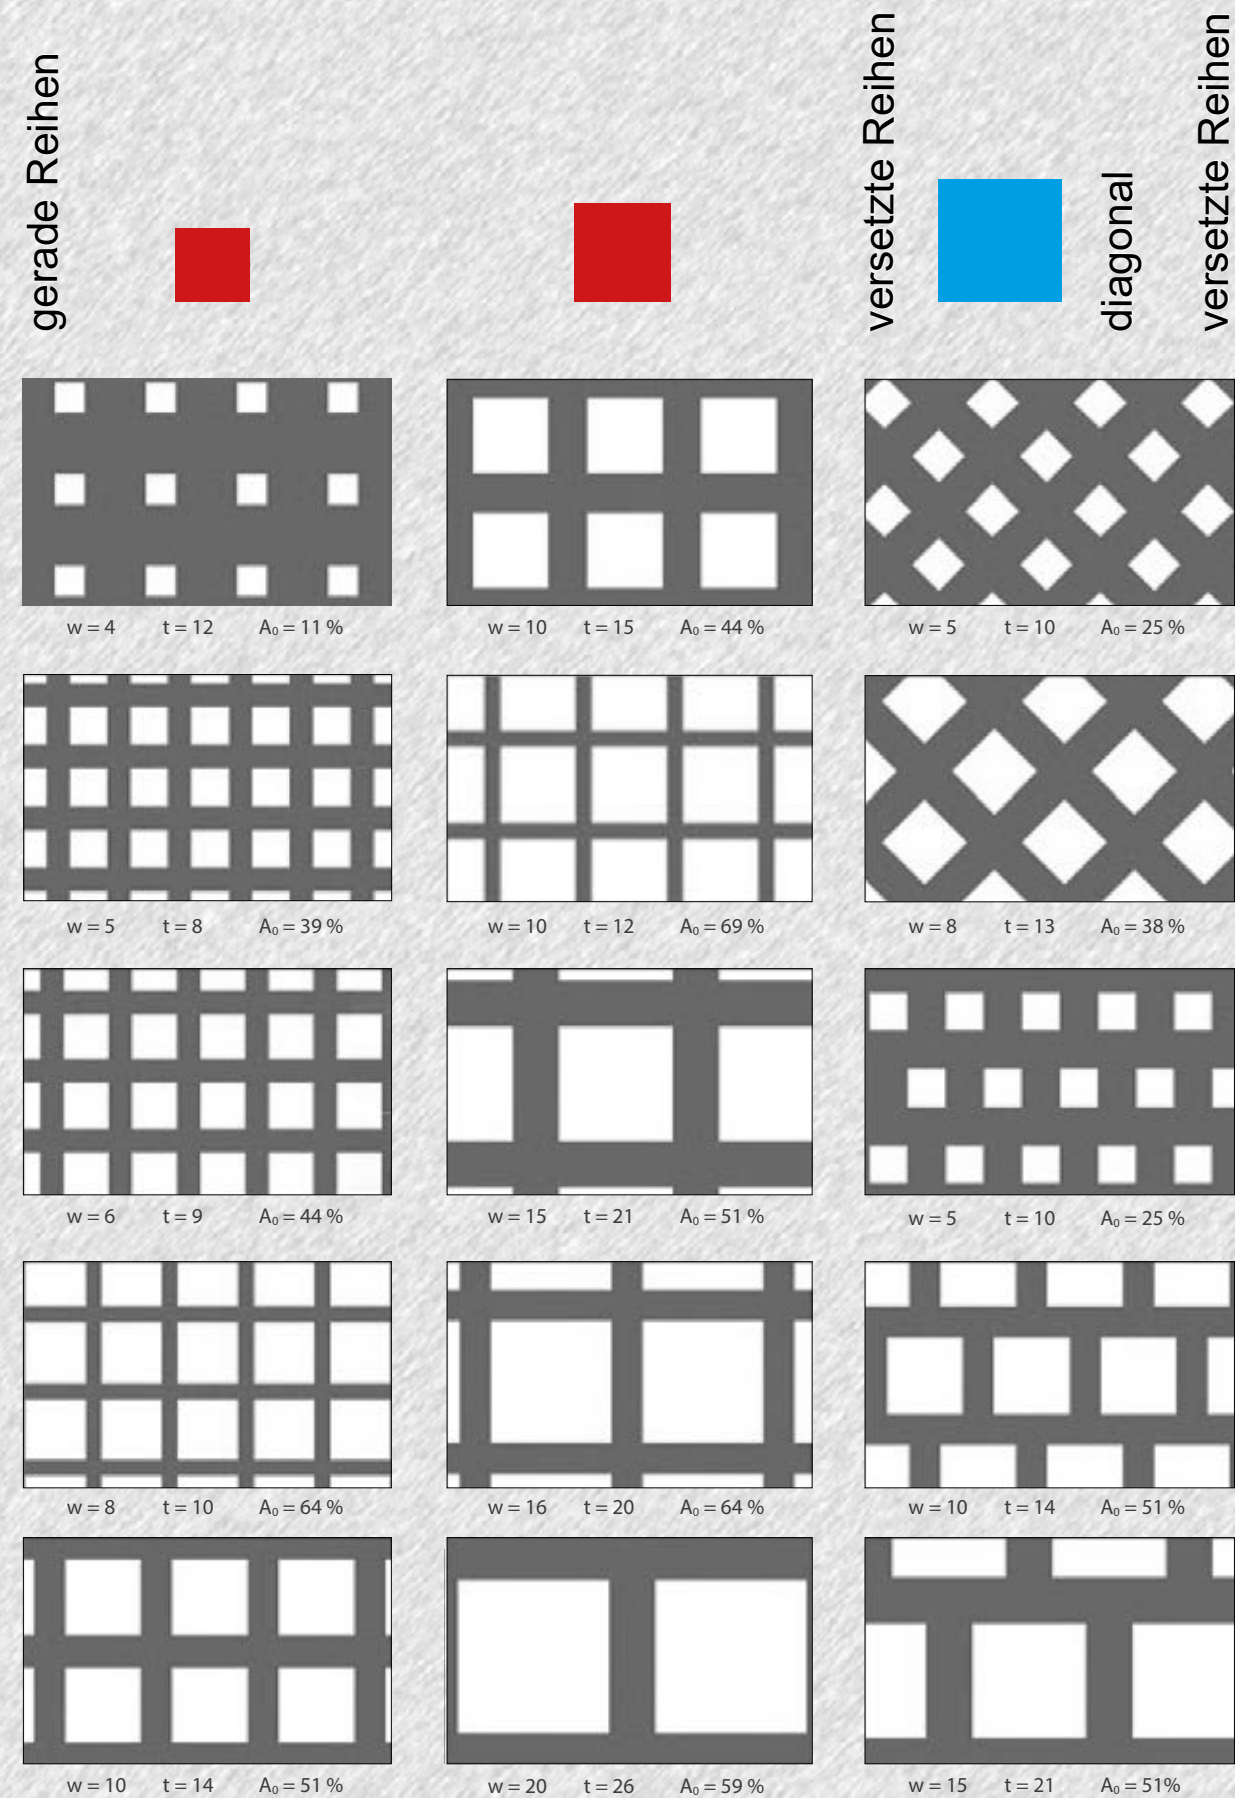 gerade Reihen
versetzte Reihen
diagonal
versetzte Reihen
w = 4 t = 12 A₀ = 11 %
w = 10 t = 15 A₀ = 44 %
w = 5 t = 10 A₀ = 25 %
w = 5 t = 8 A₀ = 39 %
w = 10 t = 12 A₀ = 69 %
w = 8 t = 13 A₀ = 38 %
w = 6 t = 9 A₀ = 44 %
w = 15 t = 21 A₀ = 51 %
w = 5 t = 10 A₀ = 25 %
w = 8 t = 10 A₀ = 64 %
w = 16 t = 20 A₀ = 64 %
w = 10 t = 14 A₀ = 51 %
w = 10 t = 14 A₀ = 51 %
w = 20 t = 26 A₀ = 59 %
w = 15 t = 21 A₀ = 51%